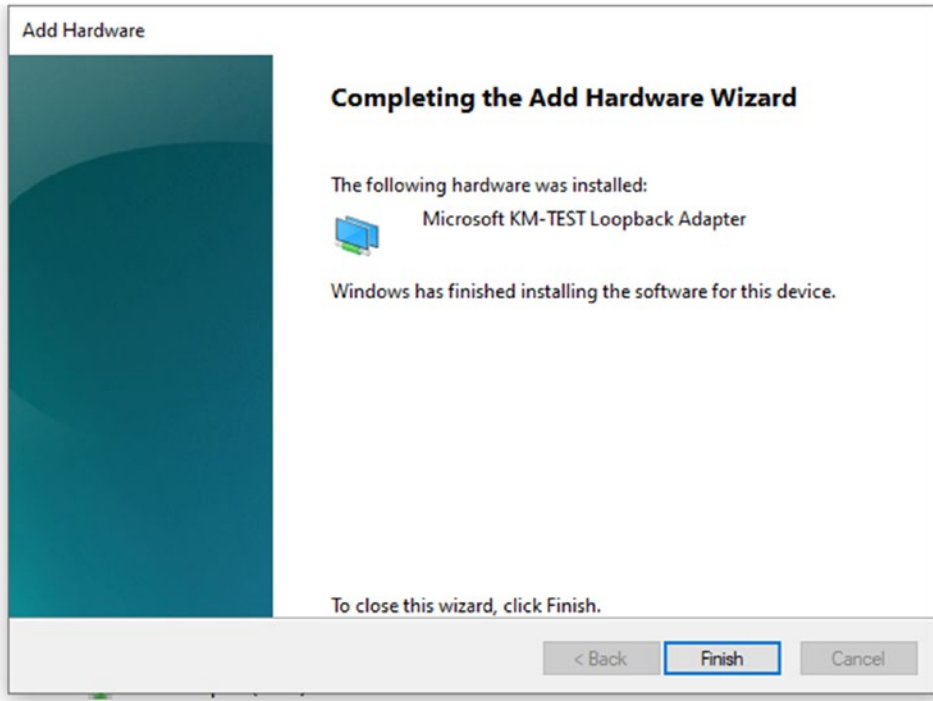 Add Hardware
Completing the Add Hardware Wizard
The following hardware was installed:
Microsoft KM-TEST Loopback Adapter
Windows has finished installing the software for this device.
To close this wizard, click Finish.
< Back
Finish
Cancel